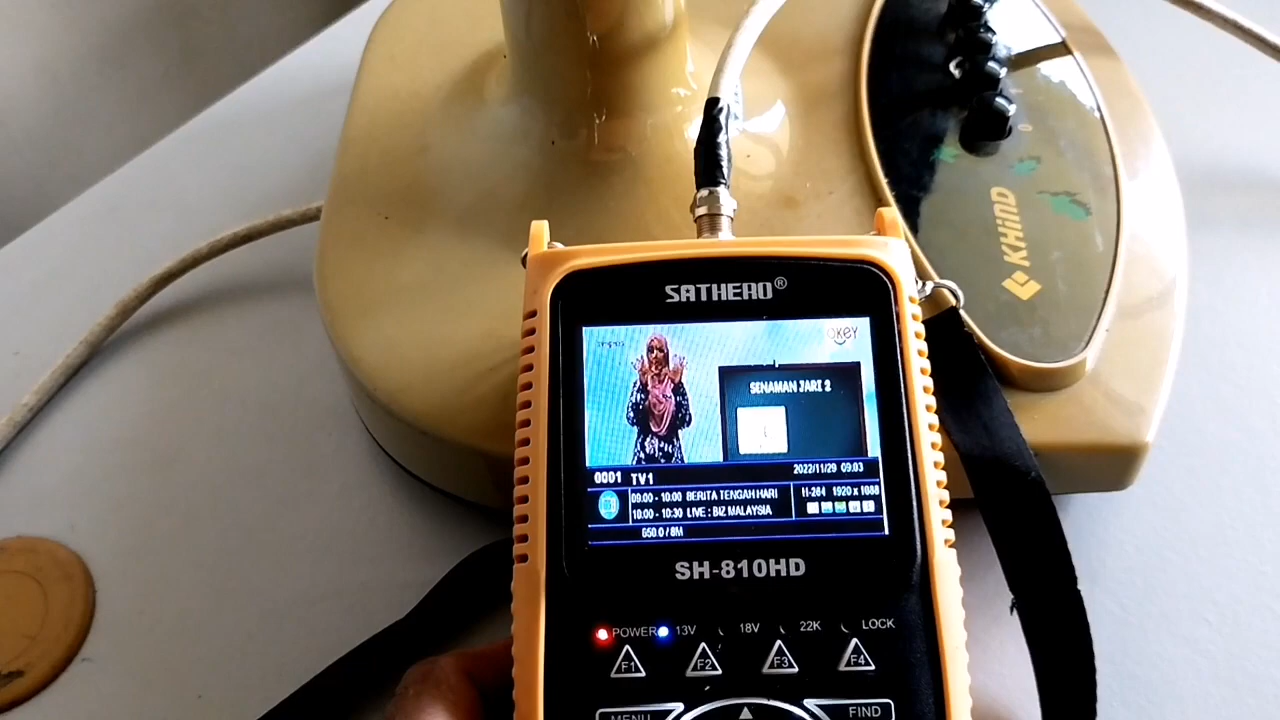 KHIND
SATHERO®
OKEY
SENAMAN JARI 2
0001 TV1
2022/11/29 09:03
09:00 - 10:00 BERITA TENGAH HARI
10:00 - 10:30 LIVE : BIZ MALAYSIA
H-264 1920 x 1088
650.0 / 8M
SH-810HD
POWER 13V 18V 22K LOCK
F1 F2 F3 F4
MENU FIND